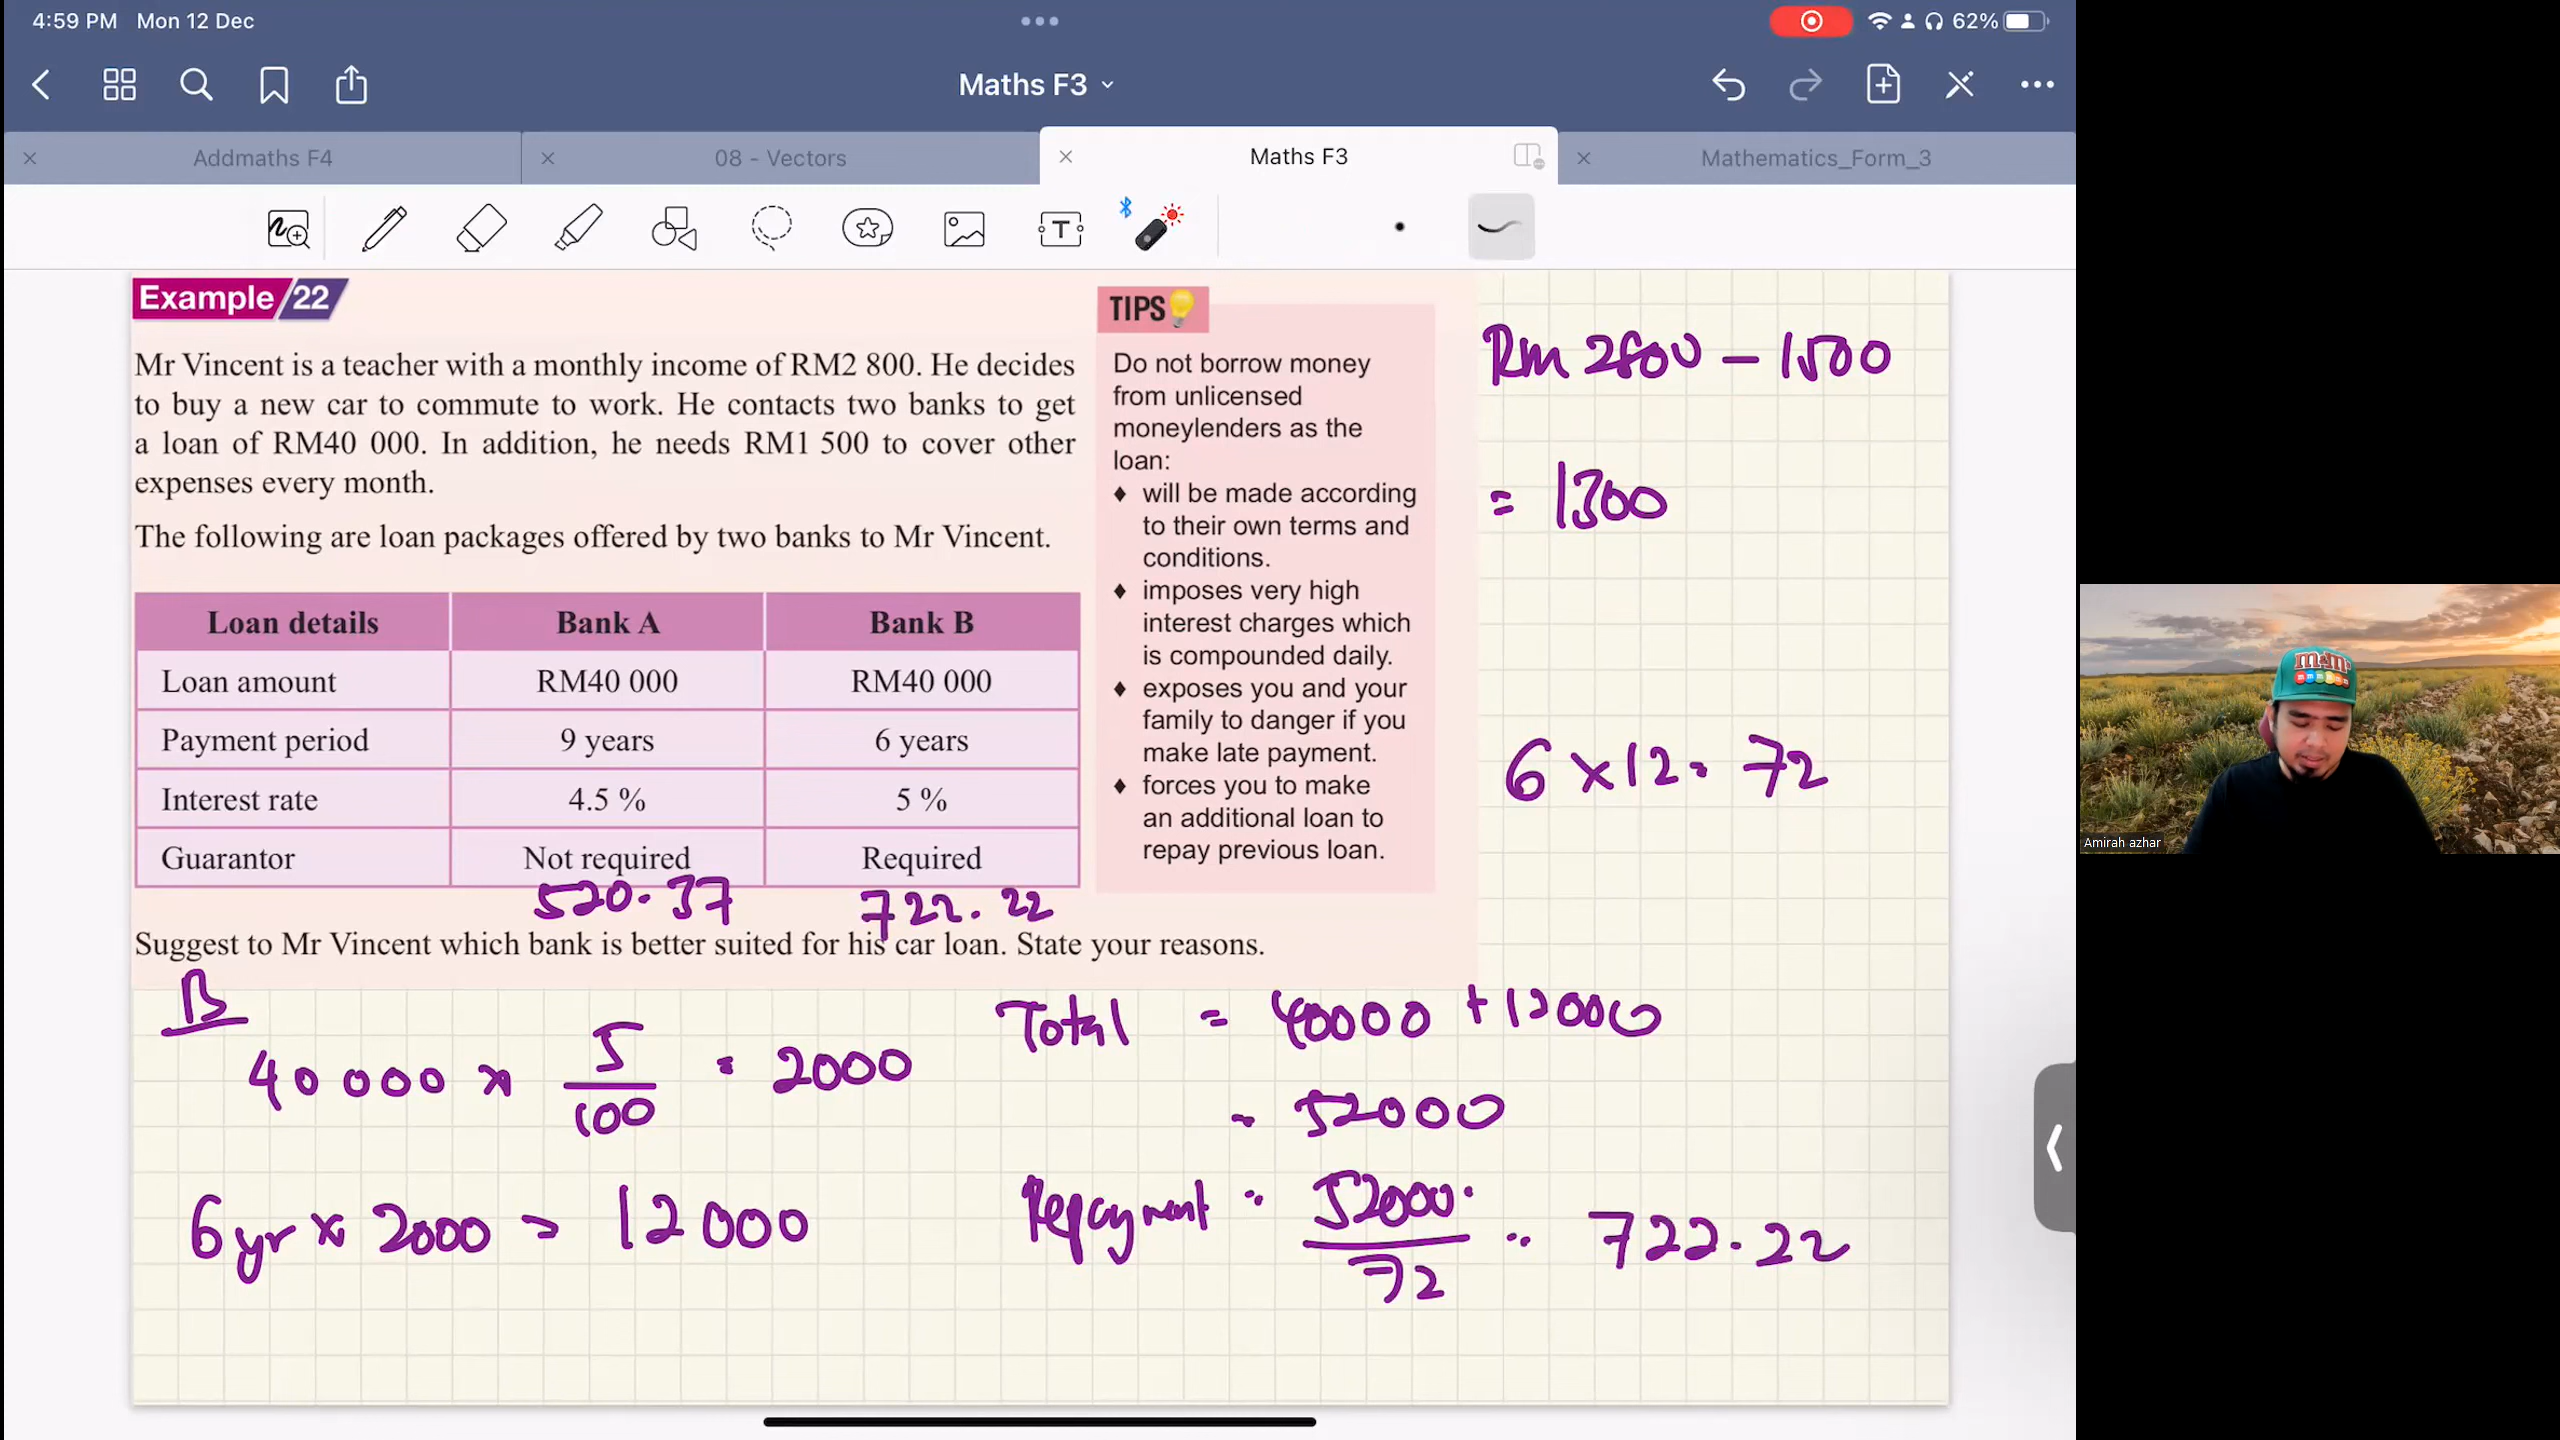 4:59 PM Mon 12 Dec
62%
Maths F3
Addmaths F4
08 - Vectors
Maths F3
Mathematics_Form_3
T
Example 22
Mr Vincent is a teacher with a monthly income of RM2 800. He decides
to buy a new car to commute to work. He contacts two banks to get
a loan of RM40 000. In addition, he needs RM1 500 to cover other
expenses every month.
The following are loan packages offered by two banks to Mr Vincent.
Loan details Bank A Bank B
Loan amount RM40 000 RM40 000
Payment period 9 years 6 years
Interest rate 4.5 % 5 %
Guarantor Not required Required
520.37 722.22
Suggest to Mr Vincent which bank is better suited for his car loan. State your reasons.
TIPS
Do not borrow money
from unlicensed
moneylenders as the
loan:
♦ will be made according
to their own terms and
conditions.
♦ imposes very high
interest charges which
is compounded daily.
♦ exposes you and your
family to danger if you
make late payment.
♦ forces you to make
an additional loan to
repay previous loan.
Rm 2800 - 1500
= 1300
6 x 12 = 72
B
40 000 x 5/100 = 2000
6 yr x 2000 = 12 000
Total = 40000 + 12000
= 52000
Repayment = 52000/72 = 722.22
m&m's
Amirah azhar